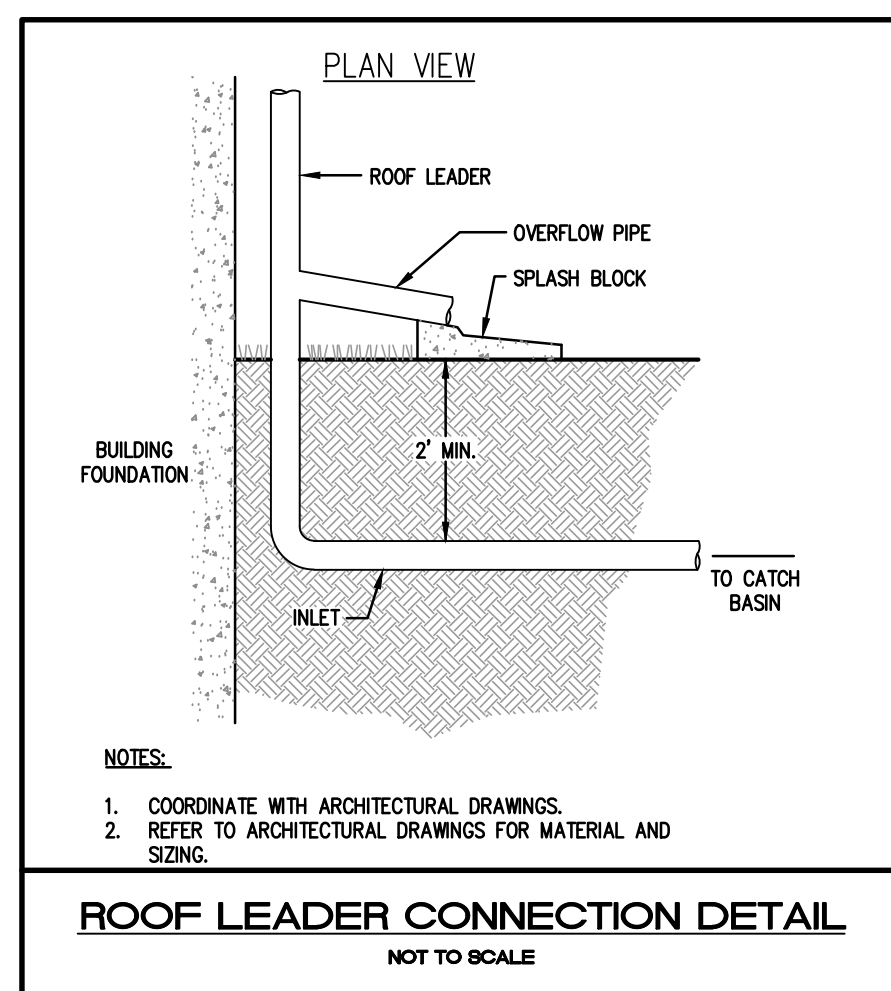 PLAN VIEW
ROOF LEADER
OVERFLOW PIPE
SPLASH BLOCK
BUILDING
FOUNDATION
2' MIN.
TO CATCH
BASIN
INLET
NOTES:
1. COORDINATE WITH ARCHITECTURAL DRAWINGS.
2. REFER TO ARCHITECTURAL DRAWINGS FOR MATERIAL AND
SIZING.
ROOF LEADER CONNECTION DETAIL
NOT TO SCALE